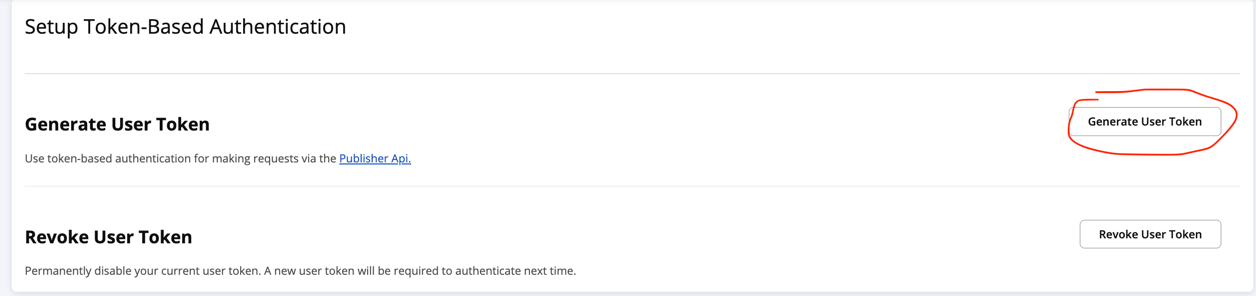 Setup Token-Based Authentication
Generate User Token
Generate User Token
Use token-based authentication for making requests via the Publisher Api.
Revoke User Token
Revoke User Token
Permanently disable your current user token. A new user token will be required to authenticate next time.